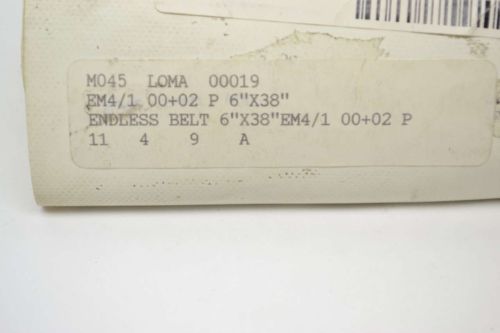 M045 LOMA 00019
EM4/1 00+02 P 6"X38"
ENDLESS BELT 6"X38"EM4/1 00+02 P
11 4 9 A